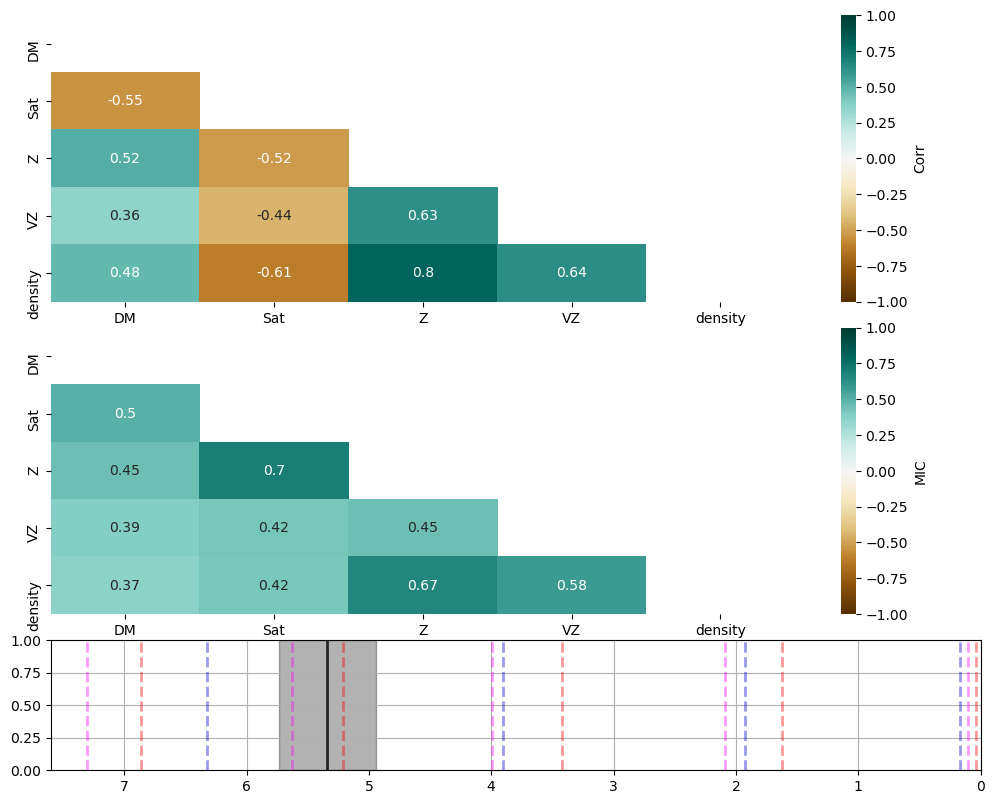 DM
Sat
Z
VZ
density
-0.55
0.52 -0.52
0.36 -0.44 0.63
0.48 -0.61 0.8 0.64
DM Sat Z VZ density
1.00
0.75
0.50
0.25
0.00
−0.25
−0.50
−0.75
−1.00
Corr
DM
Sat
Z
VZ
density
0.5
0.45 0.7
0.39 0.42 0.45
0.37 0.42 0.67 0.58
DM Sat Z VZ density
1.00
0.75
0.50
0.25
0.00
−0.25
−0.50
−0.75
−1.00
MIC
1.00
0.75
0.50
0.25
0.00
7 6 5 4 3 2 1 0